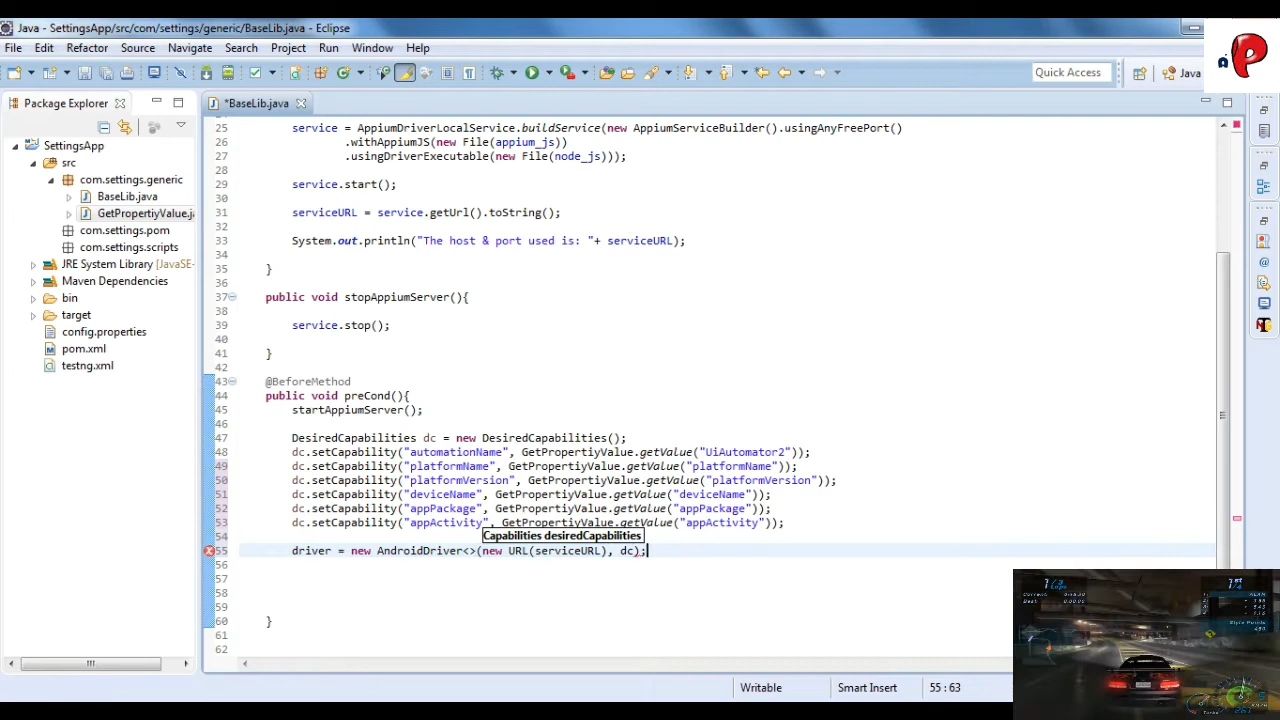 Java - SettingsApp/src/com/settings/generic/BaseLib.java - Eclipse
File Edit Refactor Source Navigate Search Project Run Window Help
Quick Access
Java
Package Explorer
*BaseLib.java
SettingsApp
src
com.settings.generic
BaseLib.java
GetPropertiyValue.ja
com.settings.pom
com.settings.scripts
JRE System Library [JavaSE-
Maven Dependencies
bin
target
config.properties
pom.xml
testng.xml
25 service = AppiumDriverLocalService.buildService(new AppiumServiceBuilder().usingAnyFreePort()
26 .withAppiumJS(new File(appium_js))
27 .usingDriverExecutable(new File(node_js)));
28
29 service.start();
30
31 serviceURL = service.getUrl().toString();
32
33 System.out.println("The host & port used is: "+ serviceURL);
34
35 }
36
37 public void stopAppiumServer(){
38
39 service.stop();
40
41 }
42
43 @BeforeMethod
44 public void preCond(){
45 startAppiumServer();
46
47 DesiredCapabilities dc = new DesiredCapabilities();
48 dc.setCapability("automationName", GetPropertiyValue.getValue("UiAutomator2"));
49 dc.setCapability("platformName", GetPropertiyValue.getValue("platformName"));
50 dc.setCapability("platformVersion", GetPropertiyValue.getValue("platformVersion"));
51 dc.setCapability("deviceName", GetPropertiyValue.getValue("deviceName"));
52 dc.setCapability("appPackage", GetPropertiyValue.getValue("appPackage"));
53 dc.setCapability("appActivity", GetPropertiyValue.getValue("appActivity"));
54
Capabilities desiredCapabilities
55 driver = new AndroidDriver<>(new URL(serviceURL), dc);
56
57
58
59
60 }
61
62
Writable Smart Insert 55 : 63
Style Points